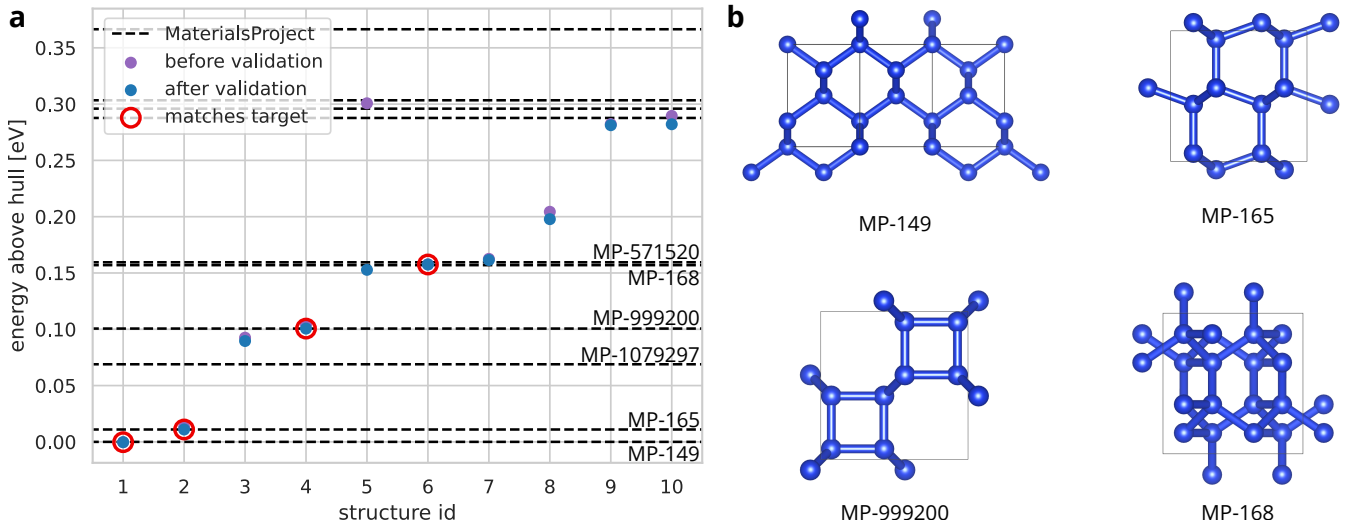 a
energy above hull [eV]
0.35
0.30
0.25
0.20
0.15
0.10
0.05
0.00
MaterialsProject
before validation
after validation
matches target
MP-571520
MP-168
MP-999200
MP-1079297
MP-165
MP-149
1 2 3 4 5 6 7 8 9 10
structure id
b
MP-149
MP-165
MP-999200
MP-168